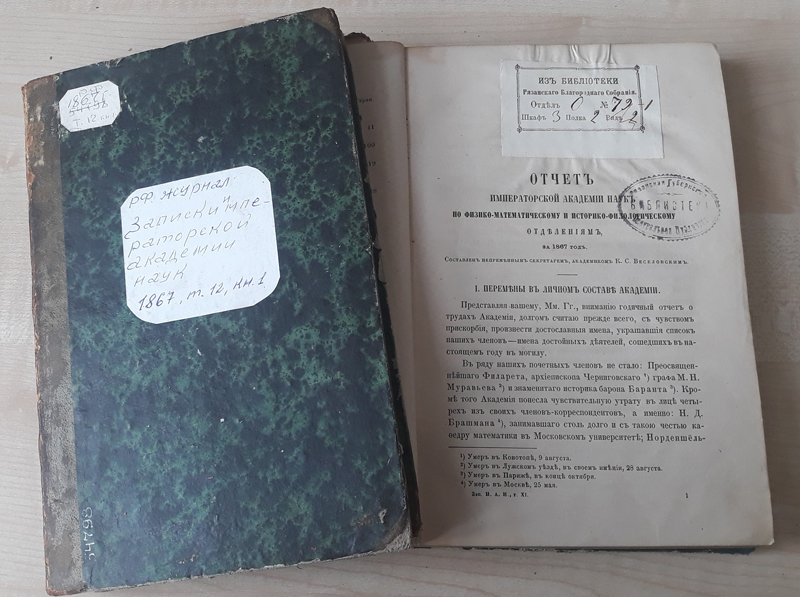 1867
Т. 12 кн 1
РФ. журнал.
Записки импе-
раторской
академии
наук
1867, т. 12, кн. 1
54798
ИЗЪ БИБЛІОТЕКИ
Рязанскаго Благороднаго Собранія.
Отдѣлъ О № 79-1
Шкафъ 3 Полка 2 Рядъ 2
БИБЛІОТЕКА
ОТЧЕТЪ
ИМПЕРАТОРСКОЙ АКАДЕМІИ НАУКЪ
ПО ФИЗИКО-МАТЕМАТИЧЕСКОМУ И ИСТОРИКО-ФИЛОЛОГИЧЕСКОМУ
ОТДѢЛЕНІЯМЪ,
ЗА 1867 ГОДЪ.
Составленъ непремѣннымъ секретаремъ, академикомъ К. С. Веселовскимъ.
I. ПЕРЕМѢНЫ ВЪ ЛИЧНОМЪ СОСТАВѢ АКАДЕМІИ.
Представляя вашему, Мм. Гг., вниманію годичный отчетъ о
трудахъ Академіи, долгомъ считаю прежде всего, съ чувствомъ
прискорбія, произнести достославныя имена, украшавшія списокъ
нашихъ членовъ — имена достойныхъ дѣятелей, сошедшихъ въ на-
стоящемъ году въ могилу.
Въ ряду нашихъ почетныхъ членовъ не стало: Преосвящен-
нѣйшаго Филарета, архіепископа Черниговскаго ¹) графа М. Н.
Муравьева ²) и знаменитаго историка барона Баранта ³). Кро-
мѣ того Академія понесла чувствительную утрату въ лицѣ четы-
рехъ изъ своихъ членовъ-корреспондентовъ, а именно: Н. Д.
Брашмана ⁴), занимавшаго столь долго и съ такою честью ка-
ѳедру математики въ Московскомъ университетѣ; Норденшёль-
¹) Умеръ въ Конотопѣ, 9 августа.
²) Умеръ въ Лужскомъ уѣздѣ, въ своемъ имѣніи, 28 августа.
³) Умеръ въ Парижѣ, въ концѣ октября.
⁴) Умеръ въ Москвѣ, 25 мая.
Зап. И. А. Н., т. XI. 1